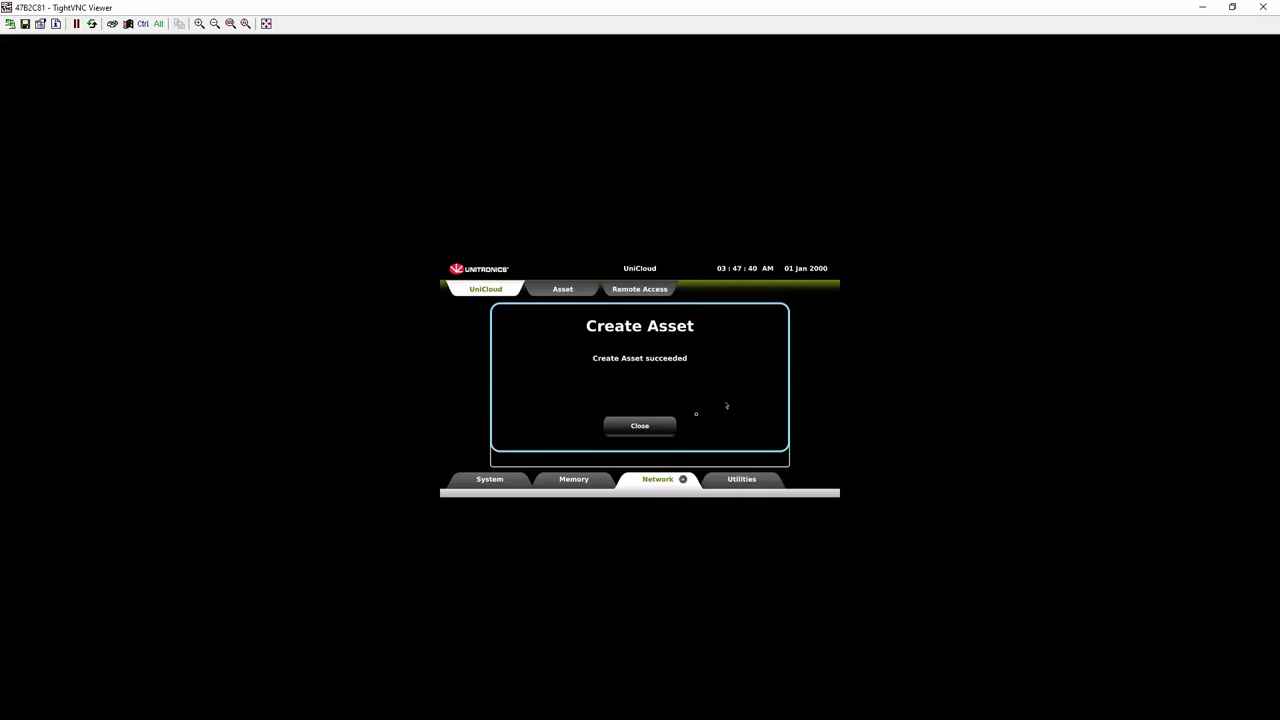 47B2C81 - TightVNC Viewer
Ctrl Alt
UNITRONICS
UniCloud
03 : 47 : 40 AM 01 Jan 2000
UniCloud Asset Remote Access
Create Asset
Create Asset succeeded
Close
System Memory Network Utilities